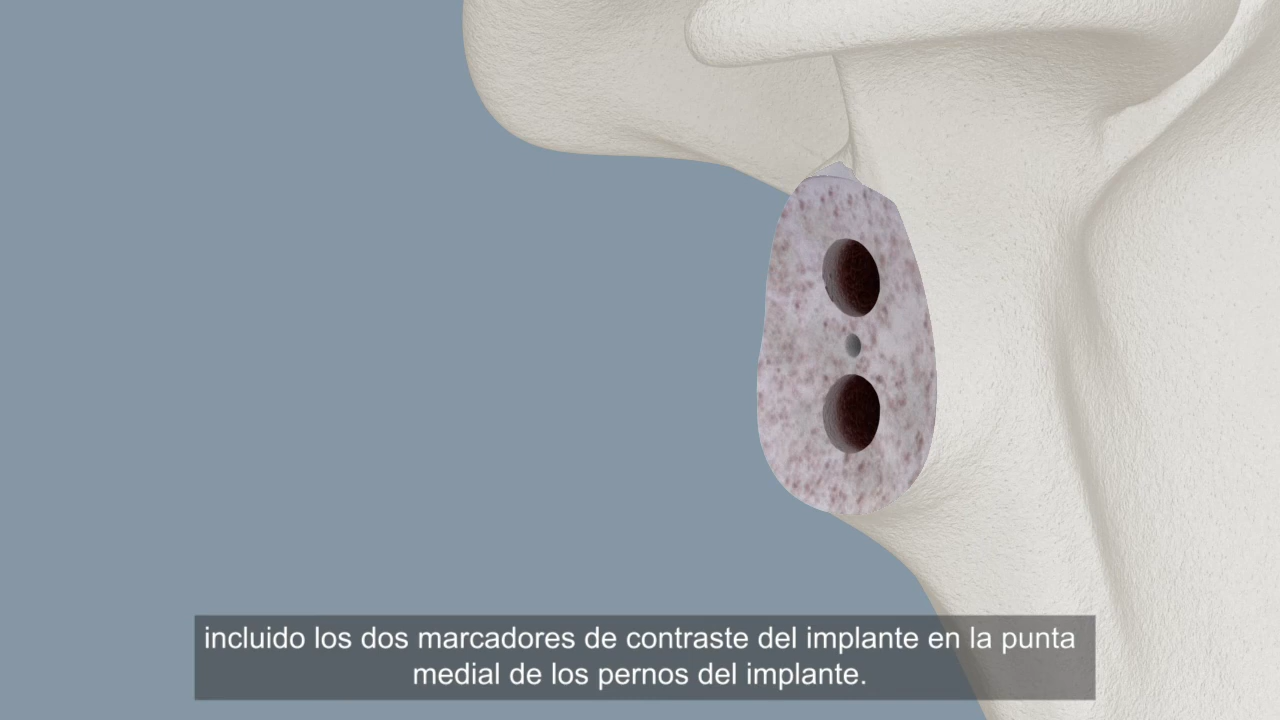 incluido los dos marcadores de contraste del implante en la punta
medial de los pernos del implante.